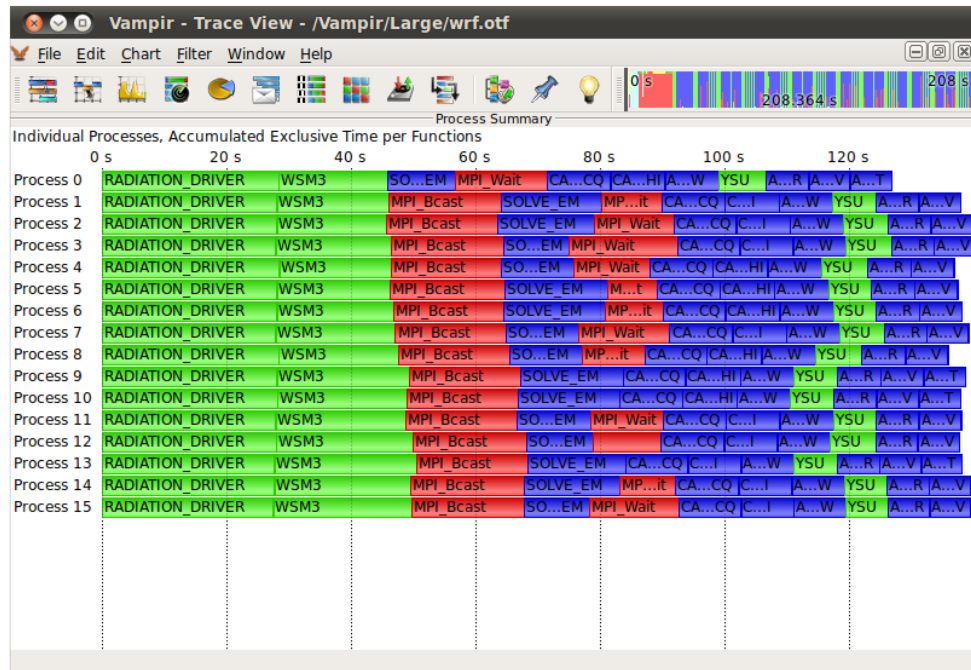 Vampir - Trace View - /Vampir/Large/wrf.otf
File Edit Chart Filter Window Help
0 s 208 s
208.364 s
Process Summary
Individual Processes, Accumulated Exclusive Time per Functions
0 s 20 s 40 s 60 s 80 s 100 s 120 s
Process 0 RADIATION_DRIVER WSM3 SO...EM MPI_Wait CA...CQ CA...HI A...W YSU A...R A...V A...T
Process 1 RADIATION_DRIVER WSM3 MPI_Bcast SOLVE_EM MP...it CA...CQ C...I A...W YSU A...R A...V
Process 2 RADIATION_DRIVER WSM3 MPI_Bcast SOLVE_EM MPI_Wait CA...CQ C...I A...W YSU A...R A...V
Process 3 RADIATION_DRIVER WSM3 MPI_Bcast SO...EM MPI_Wait CA...CQ C...I A...W YSU A...R A...V
Process 4 RADIATION_DRIVER WSM3 MPI_Bcast SO...EM MPI_Wait CA...CQ CA...HI A...W YSU A...R A...V
Process 5 RADIATION_DRIVER WSM3 MPI_Bcast SOLVE_EM M...t CA...CQ CA...HI A...W YSU A...R A...V
Process 6 RADIATION_DRIVER WSM3 MPI_Bcast SOLVE_EM MP...it CA...CQ CA...HI A...W YSU A...R A...V
Process 7 RADIATION_DRIVER WSM3 MPI_Bcast SO...EM MPI_Wait CA...CQ C...I A...W YSU A...R A...V
Process 8 RADIATION_DRIVER WSM3 MPI_Bcast SO...EM MP...it CA...CQ CA...HI A...W YSU A...R A...V
Process 9 RADIATION_DRIVER WSM3 MPI_Bcast SOLVE_EM CA...CQ CA...HI A...W YSU A...R A...V A...T
Process 10 RADIATION_DRIVER WSM3 MPI_Bcast SOLVE_EM CA...CQ CA...HI A...W YSU A...R A...V A...T
Process 11 RADIATION_DRIVER WSM3 MPI_Bcast SO...EM MPI_Wait CA...CQ C...I A...W YSU A...R A...V
Process 12 RADIATION_DRIVER WSM3 MPI_Bcast SO...EM CA...CQ C...I A...W YSU A...R A...V
Process 13 RADIATION_DRIVER WSM3 MPI_Bcast SOLVE_EM CA...CQ C...I A...W YSU A...R A...V A...T
Process 14 RADIATION_DRIVER WSM3 MPI_Bcast SOLVE_EM MP...it CA...CQ C...I A...W YSU A...R A...V
Process 15 RADIATION_DRIVER WSM3 MPI_Bcast SO...EM MPI_Wait CA...CQ C...I A...W YSU A...R A...V